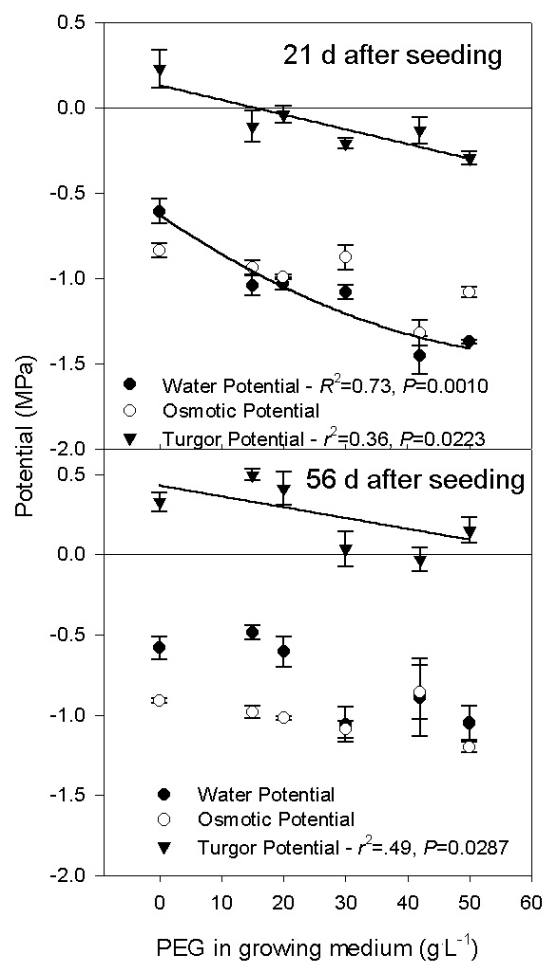 0.5
21 d after seeding
0.0
-0.5
-1.0
-1.5
Water Potential - R²=0.73, P=0.0010
Osmotic Potential
Turgor Potential - r²=0.36, P=0.0223
-2.0
Potential (MPa)
0.5
56 d after seeding
0.0
-0.5
-1.0
-1.5
Water Potential
Osmotic Potential
Turgor Potential - r²=.49, P=0.0287
-2.0
0 10 20 30 40 50
PEG in growing medium (g·L⁻¹)